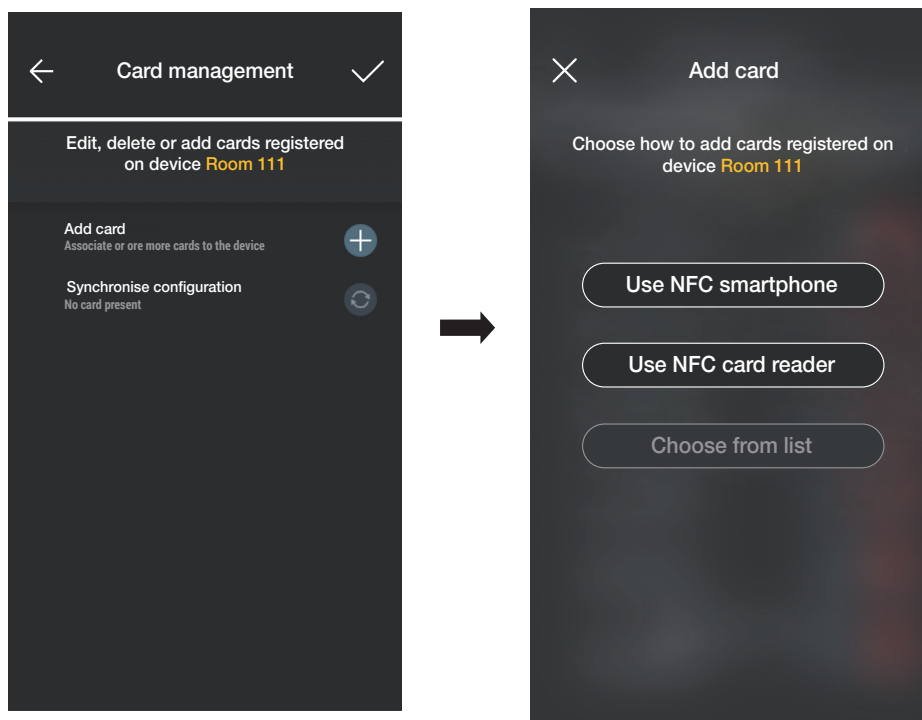 Card management
Edit, delete or add cards registered
on device Room 111
Add card
Associate or ore more cards to the device
Synchronise configuration
No card present
Add card
Choose how to add cards registered on
device Room 111
Use NFC smartphone
Use NFC card reader
Choose from list